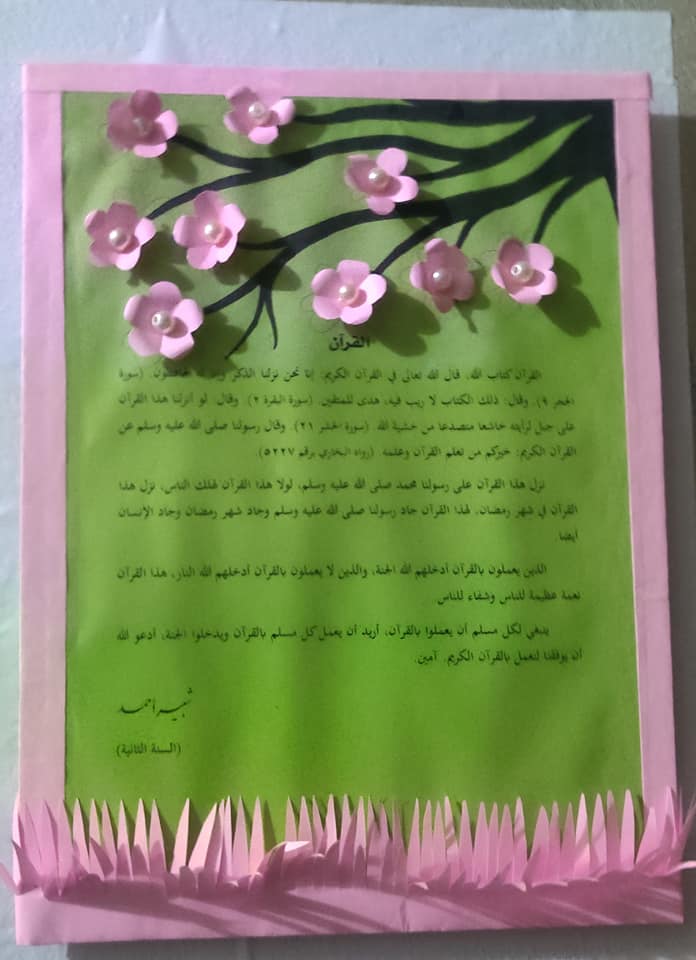 القرآن
القرآن كتاب الله، قال الله تعالى في القرآن الكريم: إنا نحن نزلنا الذكر وإنا له لحافظون. (سورة
الحجر ٩). وقال: ذلك الكتاب لا ريب فيه، هدى للمتقين. (سورة البقرة ٢). وقال: لو أنزلنا هذا القرآن
على جبل لرأيته خاشعا متصدعا من خشية الله. (سورة الحشر ٢١). وقال رسولنا صلى الله عليه وسلم عن
القرآن الكريم: خيركم من تعلم القرآن وعلمه. (رواه البخاري برقم ٥٢٢٧).
نزل هذا القرآن على رسولنا محمد صلى الله عليه وسلم، لولا هذا القرآن لهلك الناس، نزل هذا
القرآن في شهر رمضان، لهذا القرآن جاد رسولنا صلى الله عليه وسلم وجاد شهر رمضان وجاد الإنسان
أيضا.
الذين يعملون بالقرآن أدخلهم الله الجنة، والذين لا يعملون بالقرآن أدخلهم الله النار، هذا القرآن
نعمة عظيمة للناس وشفاء للناس
ينبغي لكل مسلم أن يعملوا بالقرآن، أريد أن يعمل كل مسلم بالقرآن ويدخلوا الجنة، أدعو الله
أن يوفقنا لنعمل بالقرآن الكريم. آمين.
شبير احمد
(السنة الثانية)